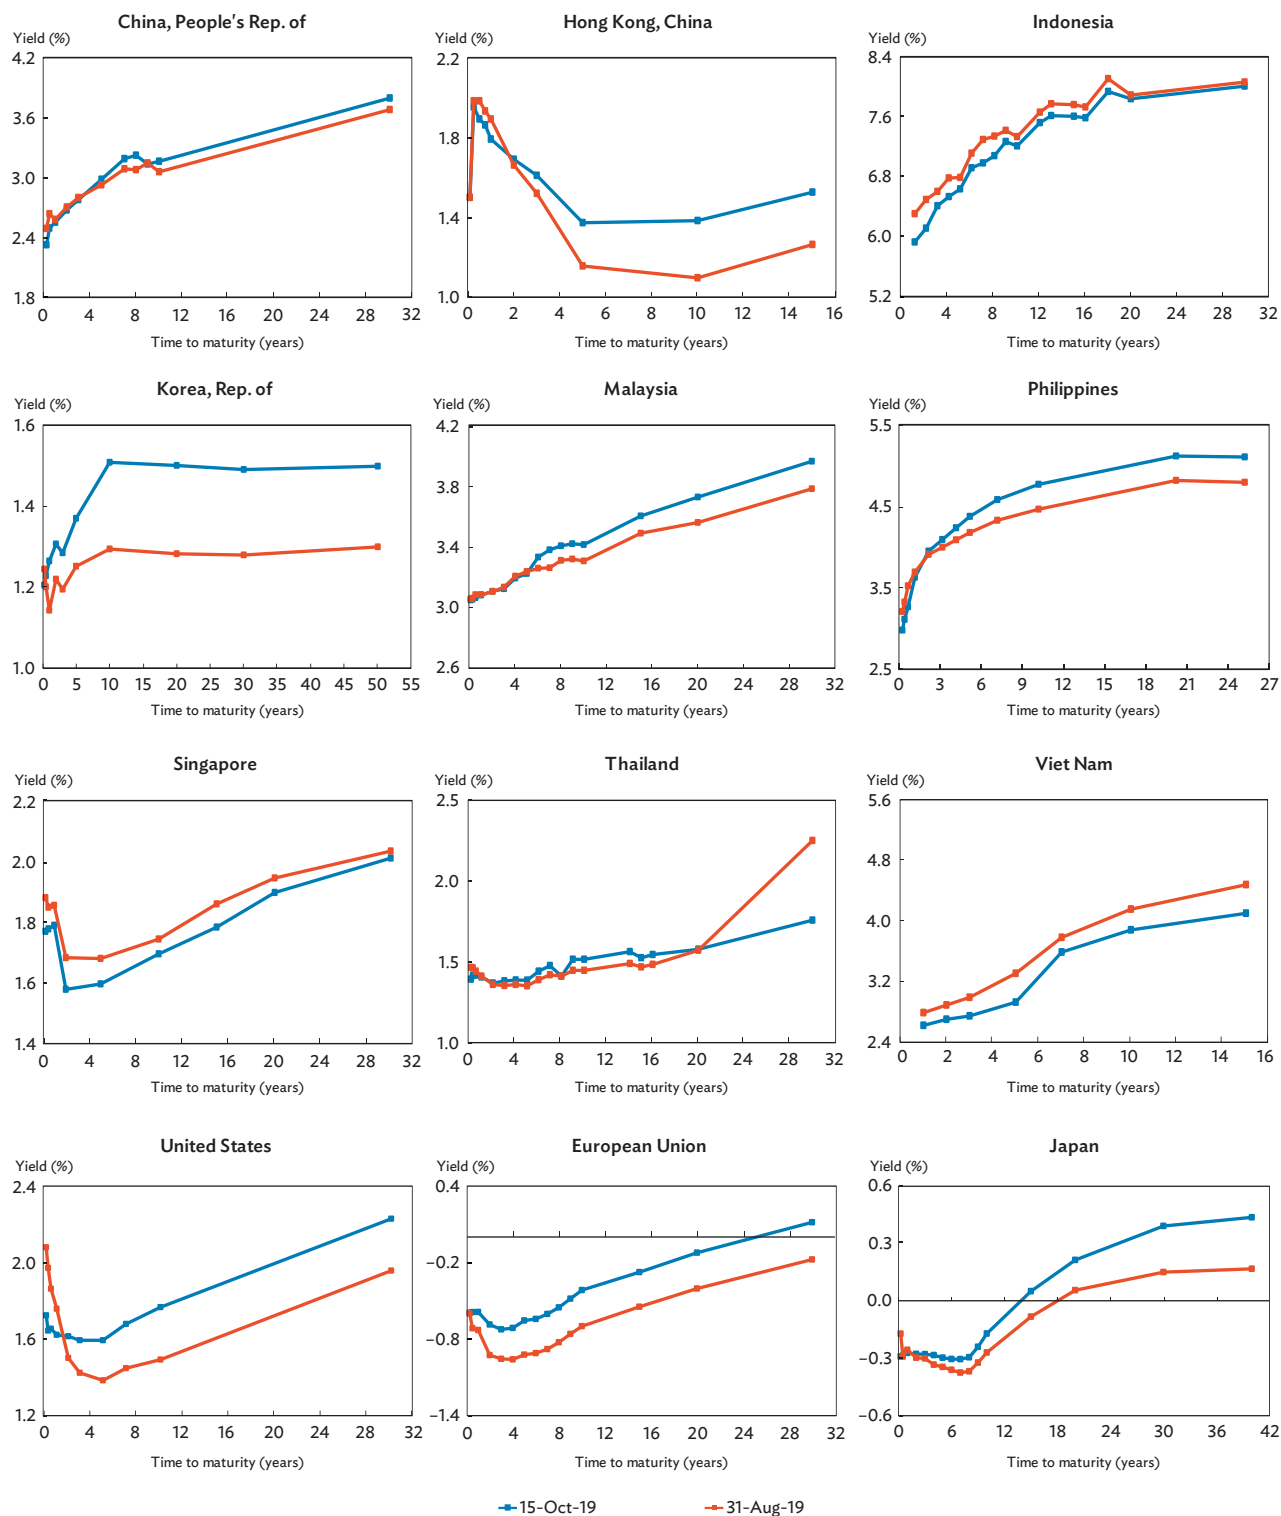 China, People's Rep. of
Yield (%)
4.2
3.6
3.0
2.4
1.8
0 4 8 12 16 20 24 28 32
Time to maturity (years)
Hong Kong, China
Yield (%)
2.2
1.8
1.4
1.0
0 2 4 6 8 10 12 14 16
Time to maturity (years)
Indonesia
Yield (%)
8.4
7.6
6.8
6.0
5.2
0 4 8 12 16 20 24 28 32
Time to maturity (years)
Korea, Rep. of
Yield (%)
1.6
1.4
1.2
1.0
0 5 10 15 20 25 30 35 40 45 50 55
Time to maturity (years)
Malaysia
Yield (%)
4.2
3.8
3.4
3.0
2.6
0 4 8 12 16 20 24 28 32
Time to maturity (years)
Philippines
Yield (%)
5.5
4.5
3.5
2.5
0 3 6 9 12 15 18 21 24 27
Time to maturity (years)
Singapore
Yield (%)
2.2
2.0
1.8
1.6
1.4
0 4 8 12 16 20 24 28 32
Time to maturity (years)
Thailand
Yield (%)
2.5
2.0
1.5
1.0
0 4 8 12 16 20 24 28 32
Time to maturity (years)
Viet Nam
Yield (%)
5.6
4.8
4.0
3.2
2.4
0 2 4 6 8 10 12 14 16
Time to maturity (years)
United States
Yield (%)
2.4
2.0
1.6
1.2
0 4 8 12 16 20 24 28 32
Time to maturity (years)
European Union
Yield (%)
0.4
–0.2
–0.8
–1.4
0 4 8 12 16 20 24 28 32
Time to maturity (years)
Japan
Yield (%)
0.6
0.3
0.0
–0.3
–0.6
0 6 12 18 24 30 36 42
Time to maturity (years)
15-Oct-19 31-Aug-19